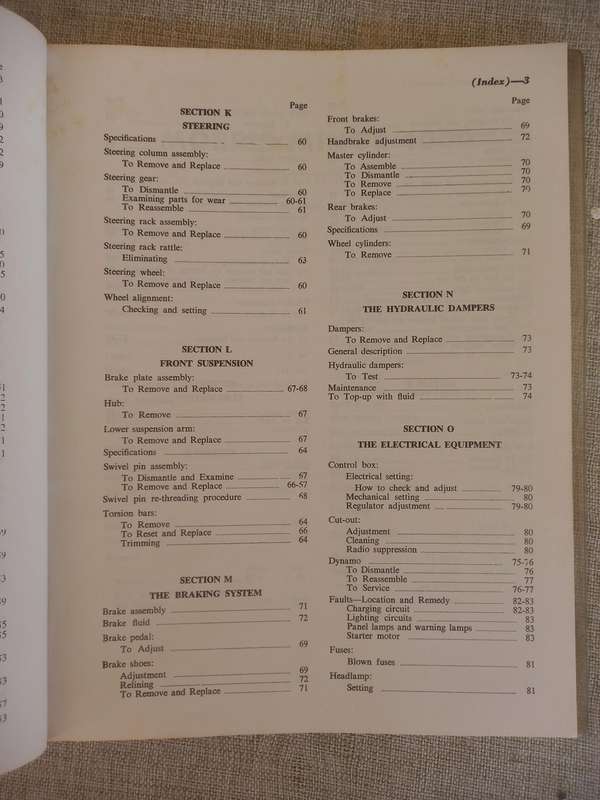 (Index)—3
Page
SECTION K
STEERING
Specifications 60
Steering column assembly:
To Remove and Replace 60
Steering gear:
To Dismantle 60
Examining parts for wear 60-61
To Reassemble 61
Steering rack assembly:
To Remove and Replace 60
Steering rack rattle:
Eliminating 63
Steering wheel:
To Remove and Replace 60
Wheel alignment:
Checking and setting 61
SECTION L
FRONT SUSPENSION
Brake plate assembly:
To Remove and Replace 67-68
Hub:
To Remove 67
Lower suspension arm:
To Remove and Replace 67
Specifications 64
Swivel pin assembly:
To Dismantle and Examine 67
To Remove and Replace 66-67
Swivel pin re-threading procedure 68
Torsion bars:
To Remove 64
To Reset and Replace 66
Trimming 64
SECTION M
THE BRAKING SYSTEM
Brake assembly 71
Brake fluid 72
Brake pedal:
To Adjust 69
Brake shoes:
Adjustment 69
Relining 72
To Remove and Replace 71
Page
Front brakes:
To Adjust 69
Handbrake adjustment 72
Master cylinder:
To Assemble 70
To Dismantle 70
To Remove 70
To Replace 70
Rear brakes:
To Adjust 70
Specifications 69
Wheel cylinders:
To Remove 71
SECTION N
THE HYDRAULIC DAMPERS
Dampers:
To Remove and Replace 73
General description 73
Hydraulic dampers:
To Test 73-74
Maintenance 73
To Top-up with fluid 74
SECTION O
THE ELECTRICAL EQUIPMENT
Control box:
Electrical setting:
How to check and adjust 79-80
Mechanical setting 80
Regulator adjustment 79-80
Cut-out:
Adjustment 80
Cleaning 80
Radio suppression 80
Dynamo 75-76
To Dismantle 76
To Reassemble 77
To Service 76-77
Faults—Location and Remedy 82-83
Charging circuit 82-83
Lighting circuits 83
Panel lamps and warning lamps 83
Starter motor 83
Fuses:
Blown fuses 81
Headlamp:
Setting 81